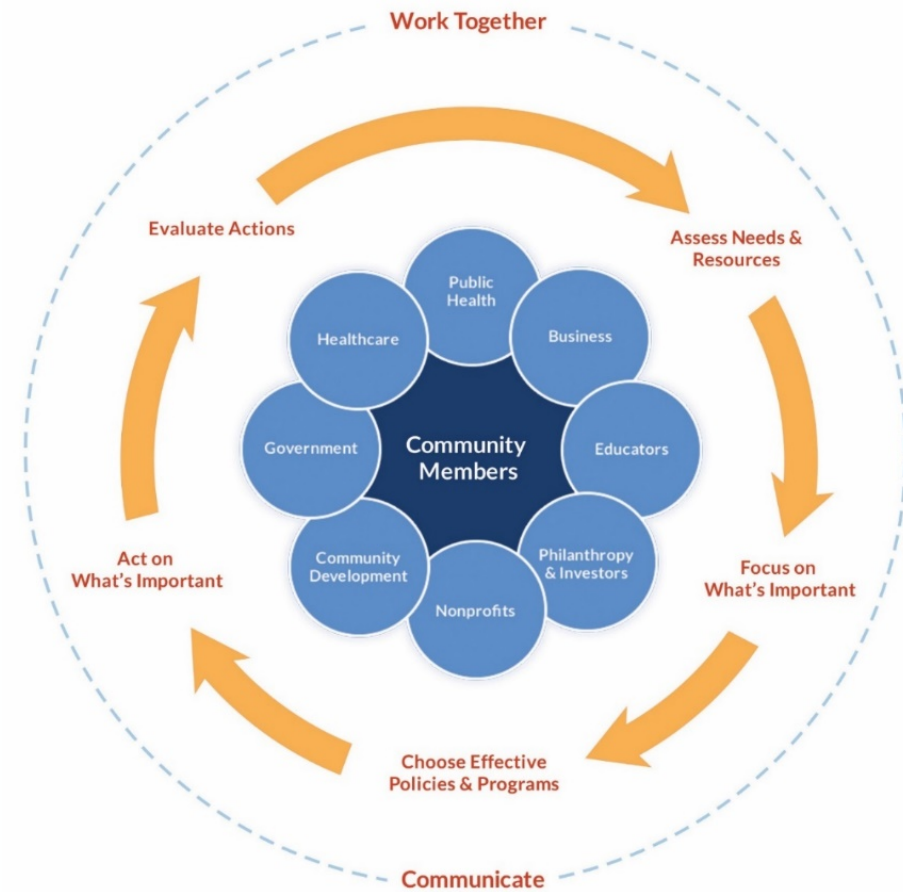 Work Together
Evaluate Actions
Assess Needs &
Resources
Public
Health
Healthcare
Business
Government
Community
Members
Educators
Community
Development
Philanthropy
& Investors
Nonprofits
Act on
What’s Important
Focus on
What’s Important
Choose Effective
Policies & Programs
Communicate